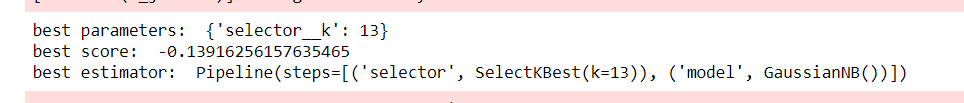 best parameters:  {'selector__k': 13}
best score:  -0.13916256157635465
best estimator:  Pipeline(steps=[('selector', SelectKBest(k=13)), ('model', GaussianNB())])